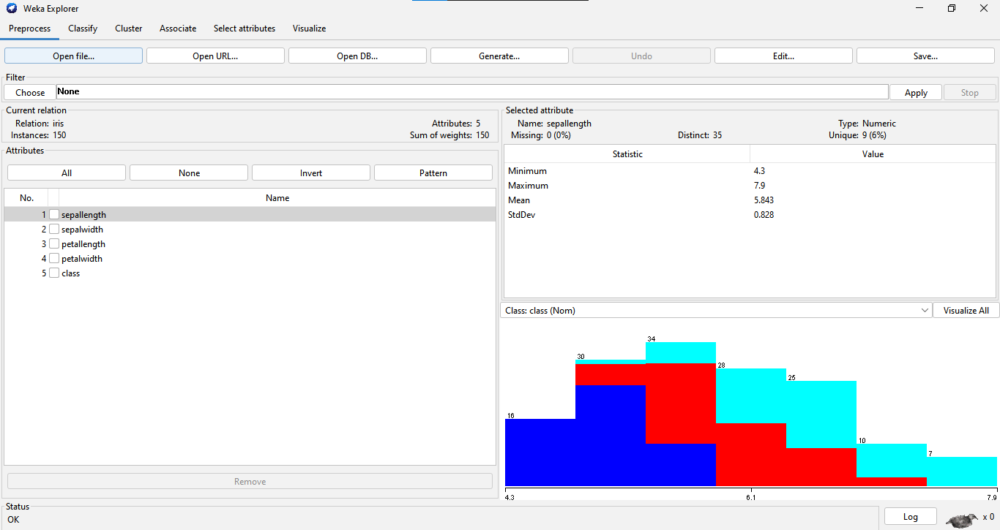 Weka Explorer
Preprocess Classify Cluster Associate Select attributes Visualize
Open file... Open URL... Open DB... Generate... Undo Edit... Save...
Filter
Choose None Apply Stop
Current relation
Relation: iris Attributes: 5
Instances: 150 Sum of weights: 150
Attributes
All None Invert Pattern
No. Name
1 sepallength
2 sepalwidth
3 petallength
4 petalwidth
5 class
Remove
Selected attribute
Name: sepallength Type: Numeric
Missing: 0 (0%) Distinct: 35 Unique: 9 (6%)
Statistic Value
Minimum 4.3
Maximum 7.9
Mean 5.843
StdDev 0.828
Class: class (Nom) Visualize All
16 30 34 28 25 10 7
4.3 6.1 7.9
Status
OK Log x 0